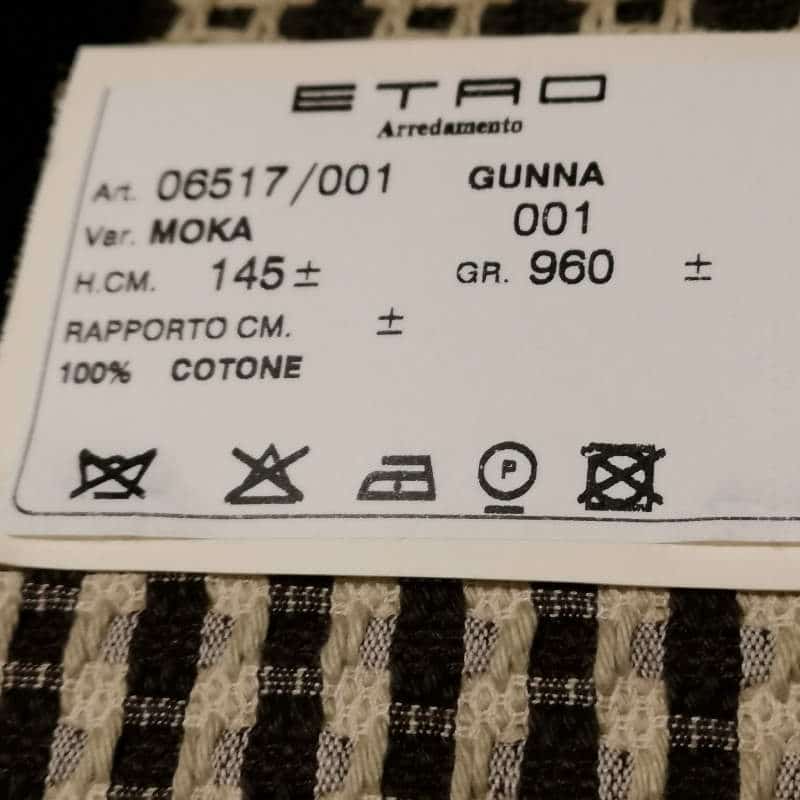 ETRO
Arredamento
Art. 06517/001 GUNNA
Var. MOKA 001
H.CM. 145± GR. 960 ±
RAPPORTO CM. ±
100% COTONE
P